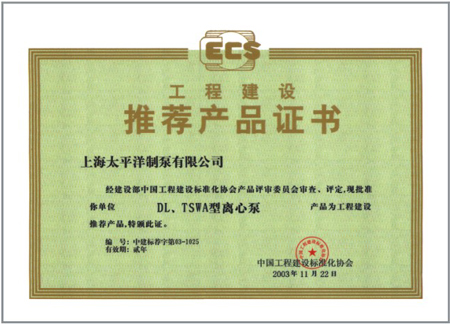 ECS
工程建设
推荐产品证书
上海太平洋制泵有限公司
经建设部中国工程建设标准化协会产品评审委员会审查、评定,现批准
你单位 DL、TSWA型离心泵 产品为工程建设
推荐产品,特颁此证。
编 号: 中建标荐字第03-1025
有效期: 贰年
中国工程建设标准化协会
2003年11月22日